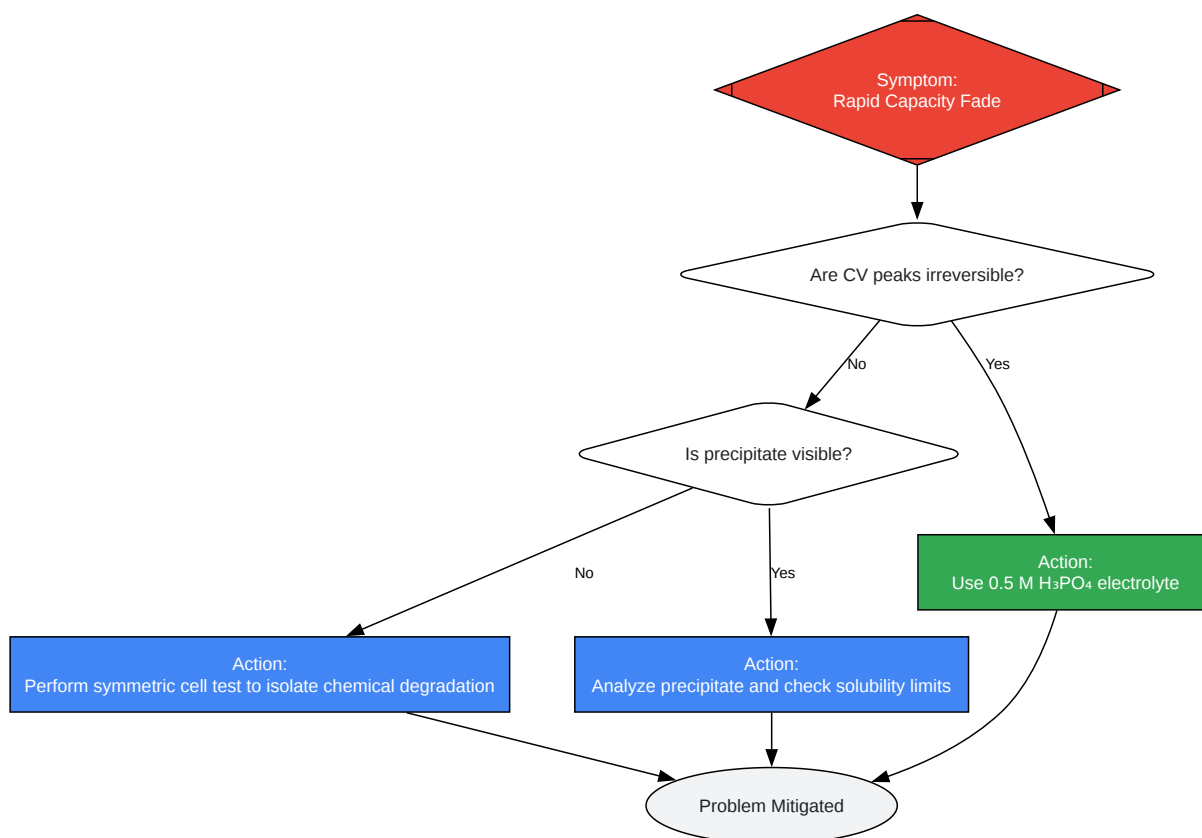 Symptom:
Rapid Capacity Fade
Are CV peaks irreversible?
No
Yes
Is precipitate visible?
No
Yes
Action:
Use 0.5 M H₃PO₄ electrolyte
Action:
Perform symmetric cell test to isolate chemical degradation
Action:
Analyze precipitate and check solubility limits
Problem Mitigated